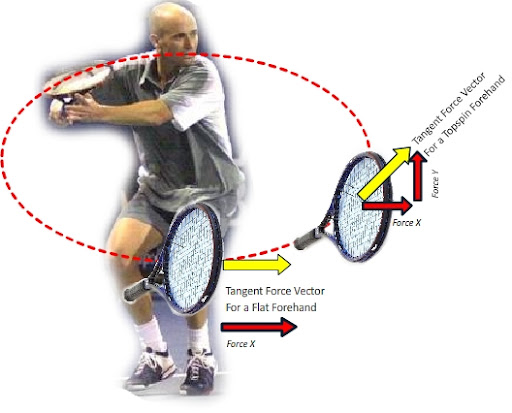 Tangent Force Vector
For a Topspin Forehand
Force Y
Force X
Tangent Force Vector
For a Flat Forehand
Force X